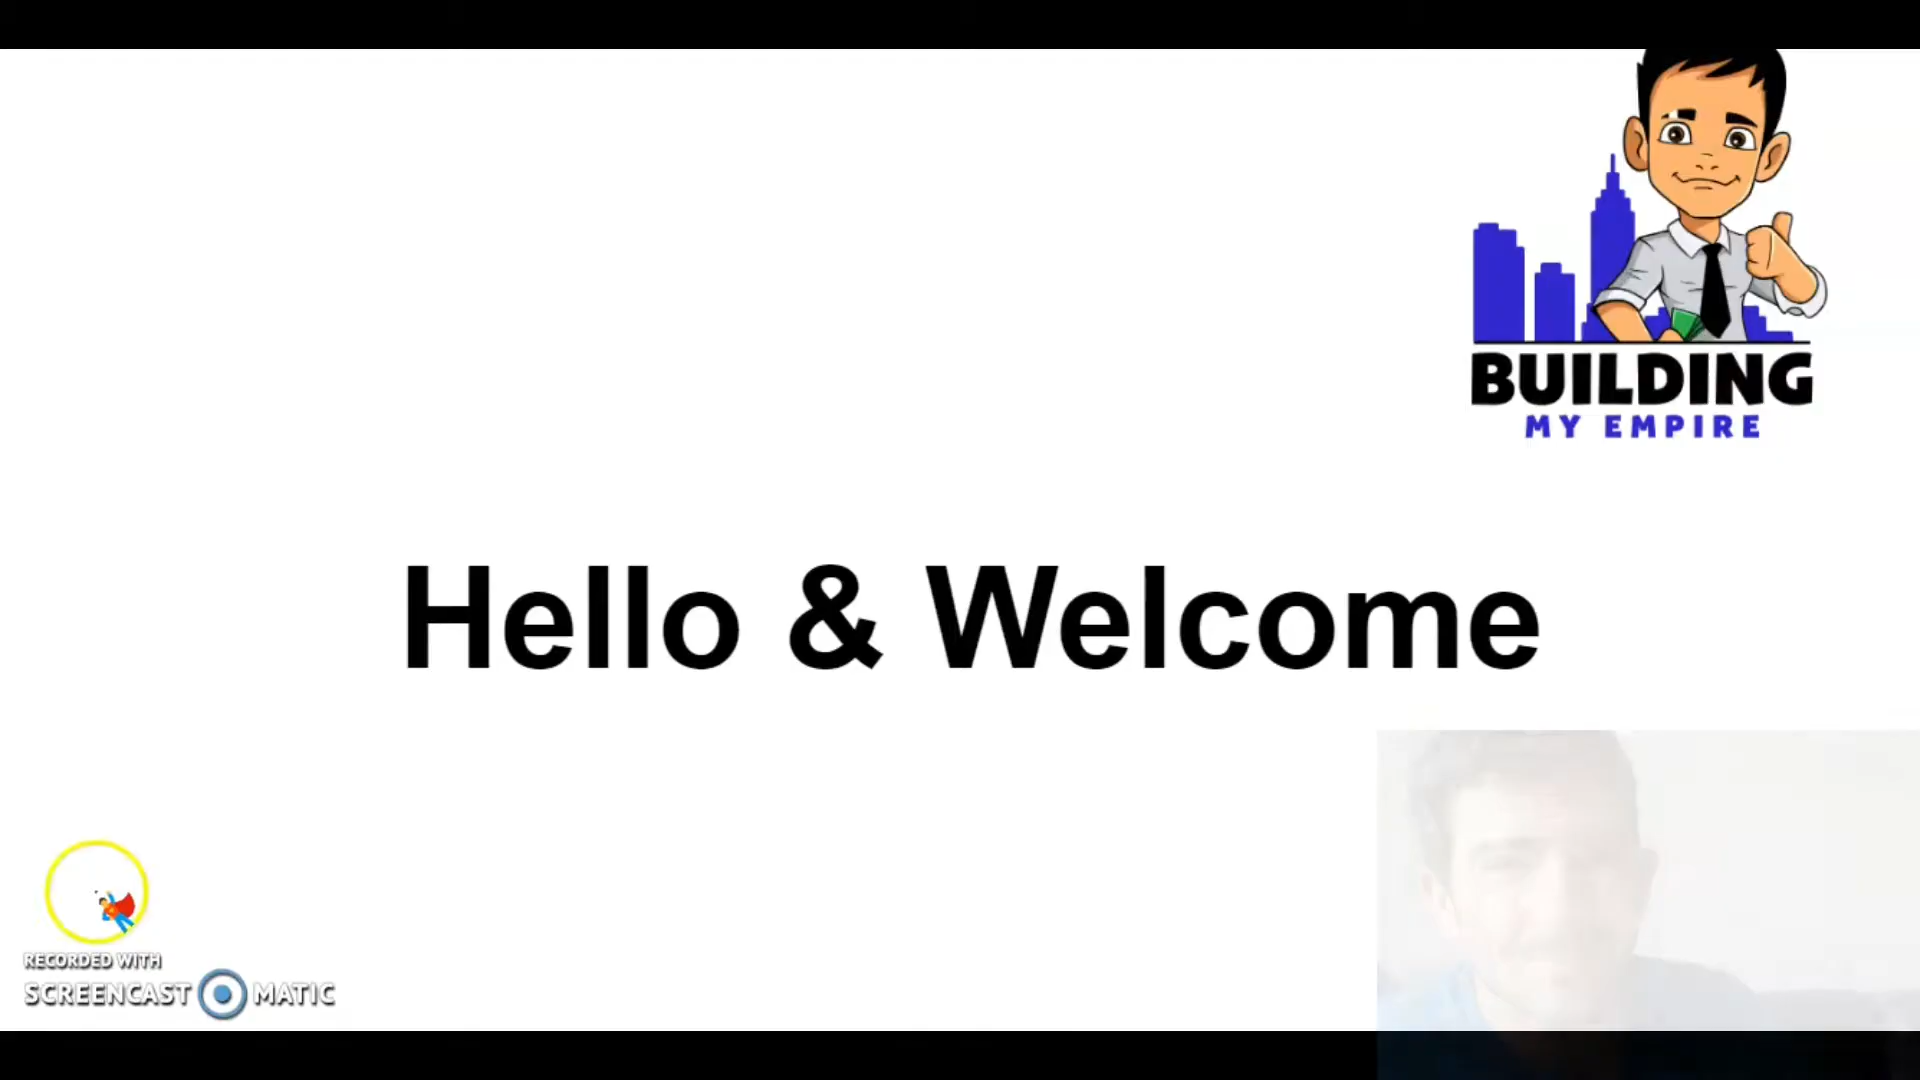 BUILDING
MY EMPIRE
Hello & Welcome
RECORDED WITH
SCREENCAST MATIC